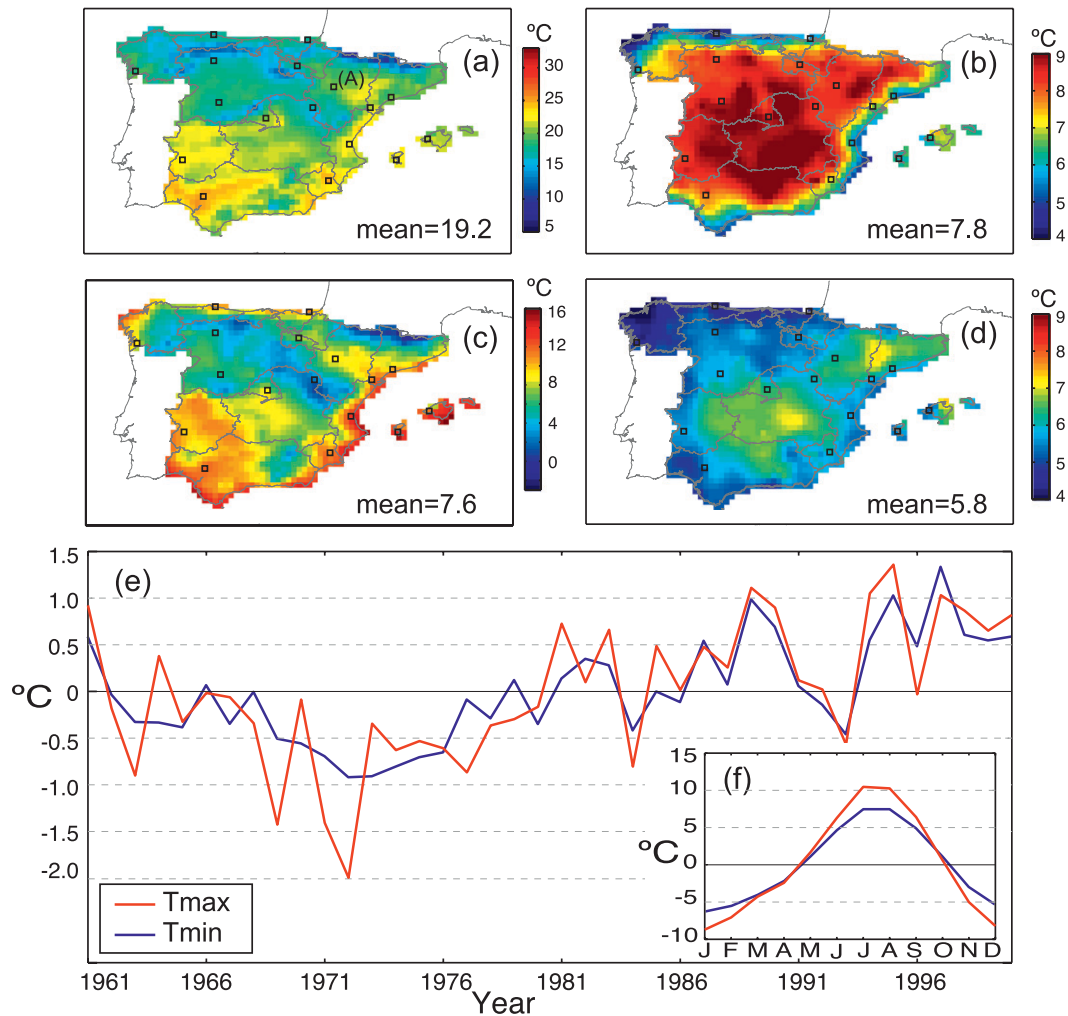 ºC
(a)
(A)
30
25
20
15
10
5
mean=19.2
ºC
(b)
9
8
7
6
5
4
mean=7.8
ºC
(c)
16
12
8
4
0
mean=7.6
ºC
(d)
9
8
7
6
5
4
mean=5.8
(e)
1.5
1.0
0.5
0
-0.5
-1.0
-1.5
-2.0
ºC
Tmax
Tmin
1961 1966 1971 1976 1981 1986 1991 1996
Year
(f)
15
10
5
0
-5
-10
ºC
J F M A M J J A S O N D